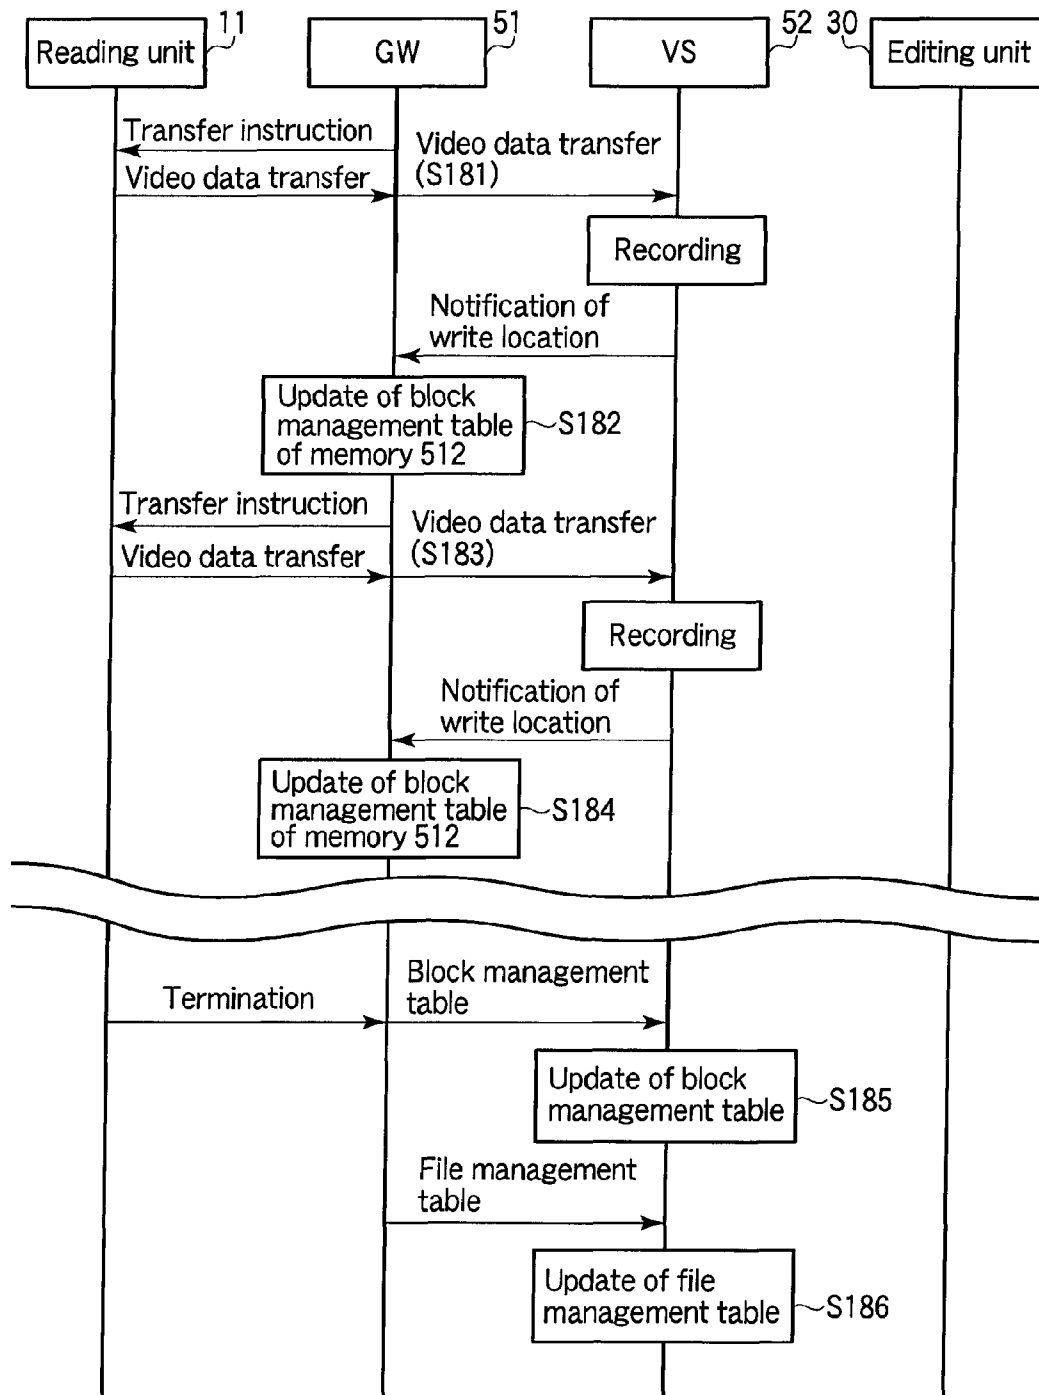 11
51
52
30
Reading unit
GW
VS
Editing unit
Transfer instruction
Video data transfer
(S181)
Video data transfer
Recording
Notification of
write location
Update of block
management table
of memory 512
S182
Transfer instruction
Video data transfer
(S183)
Video data transfer
Recording
Notification of
write location
Update of block
management table
of memory 512
S184
Block management
table
Termination
Update of block
management table
S185
File management
table
Update of file
management table
S186